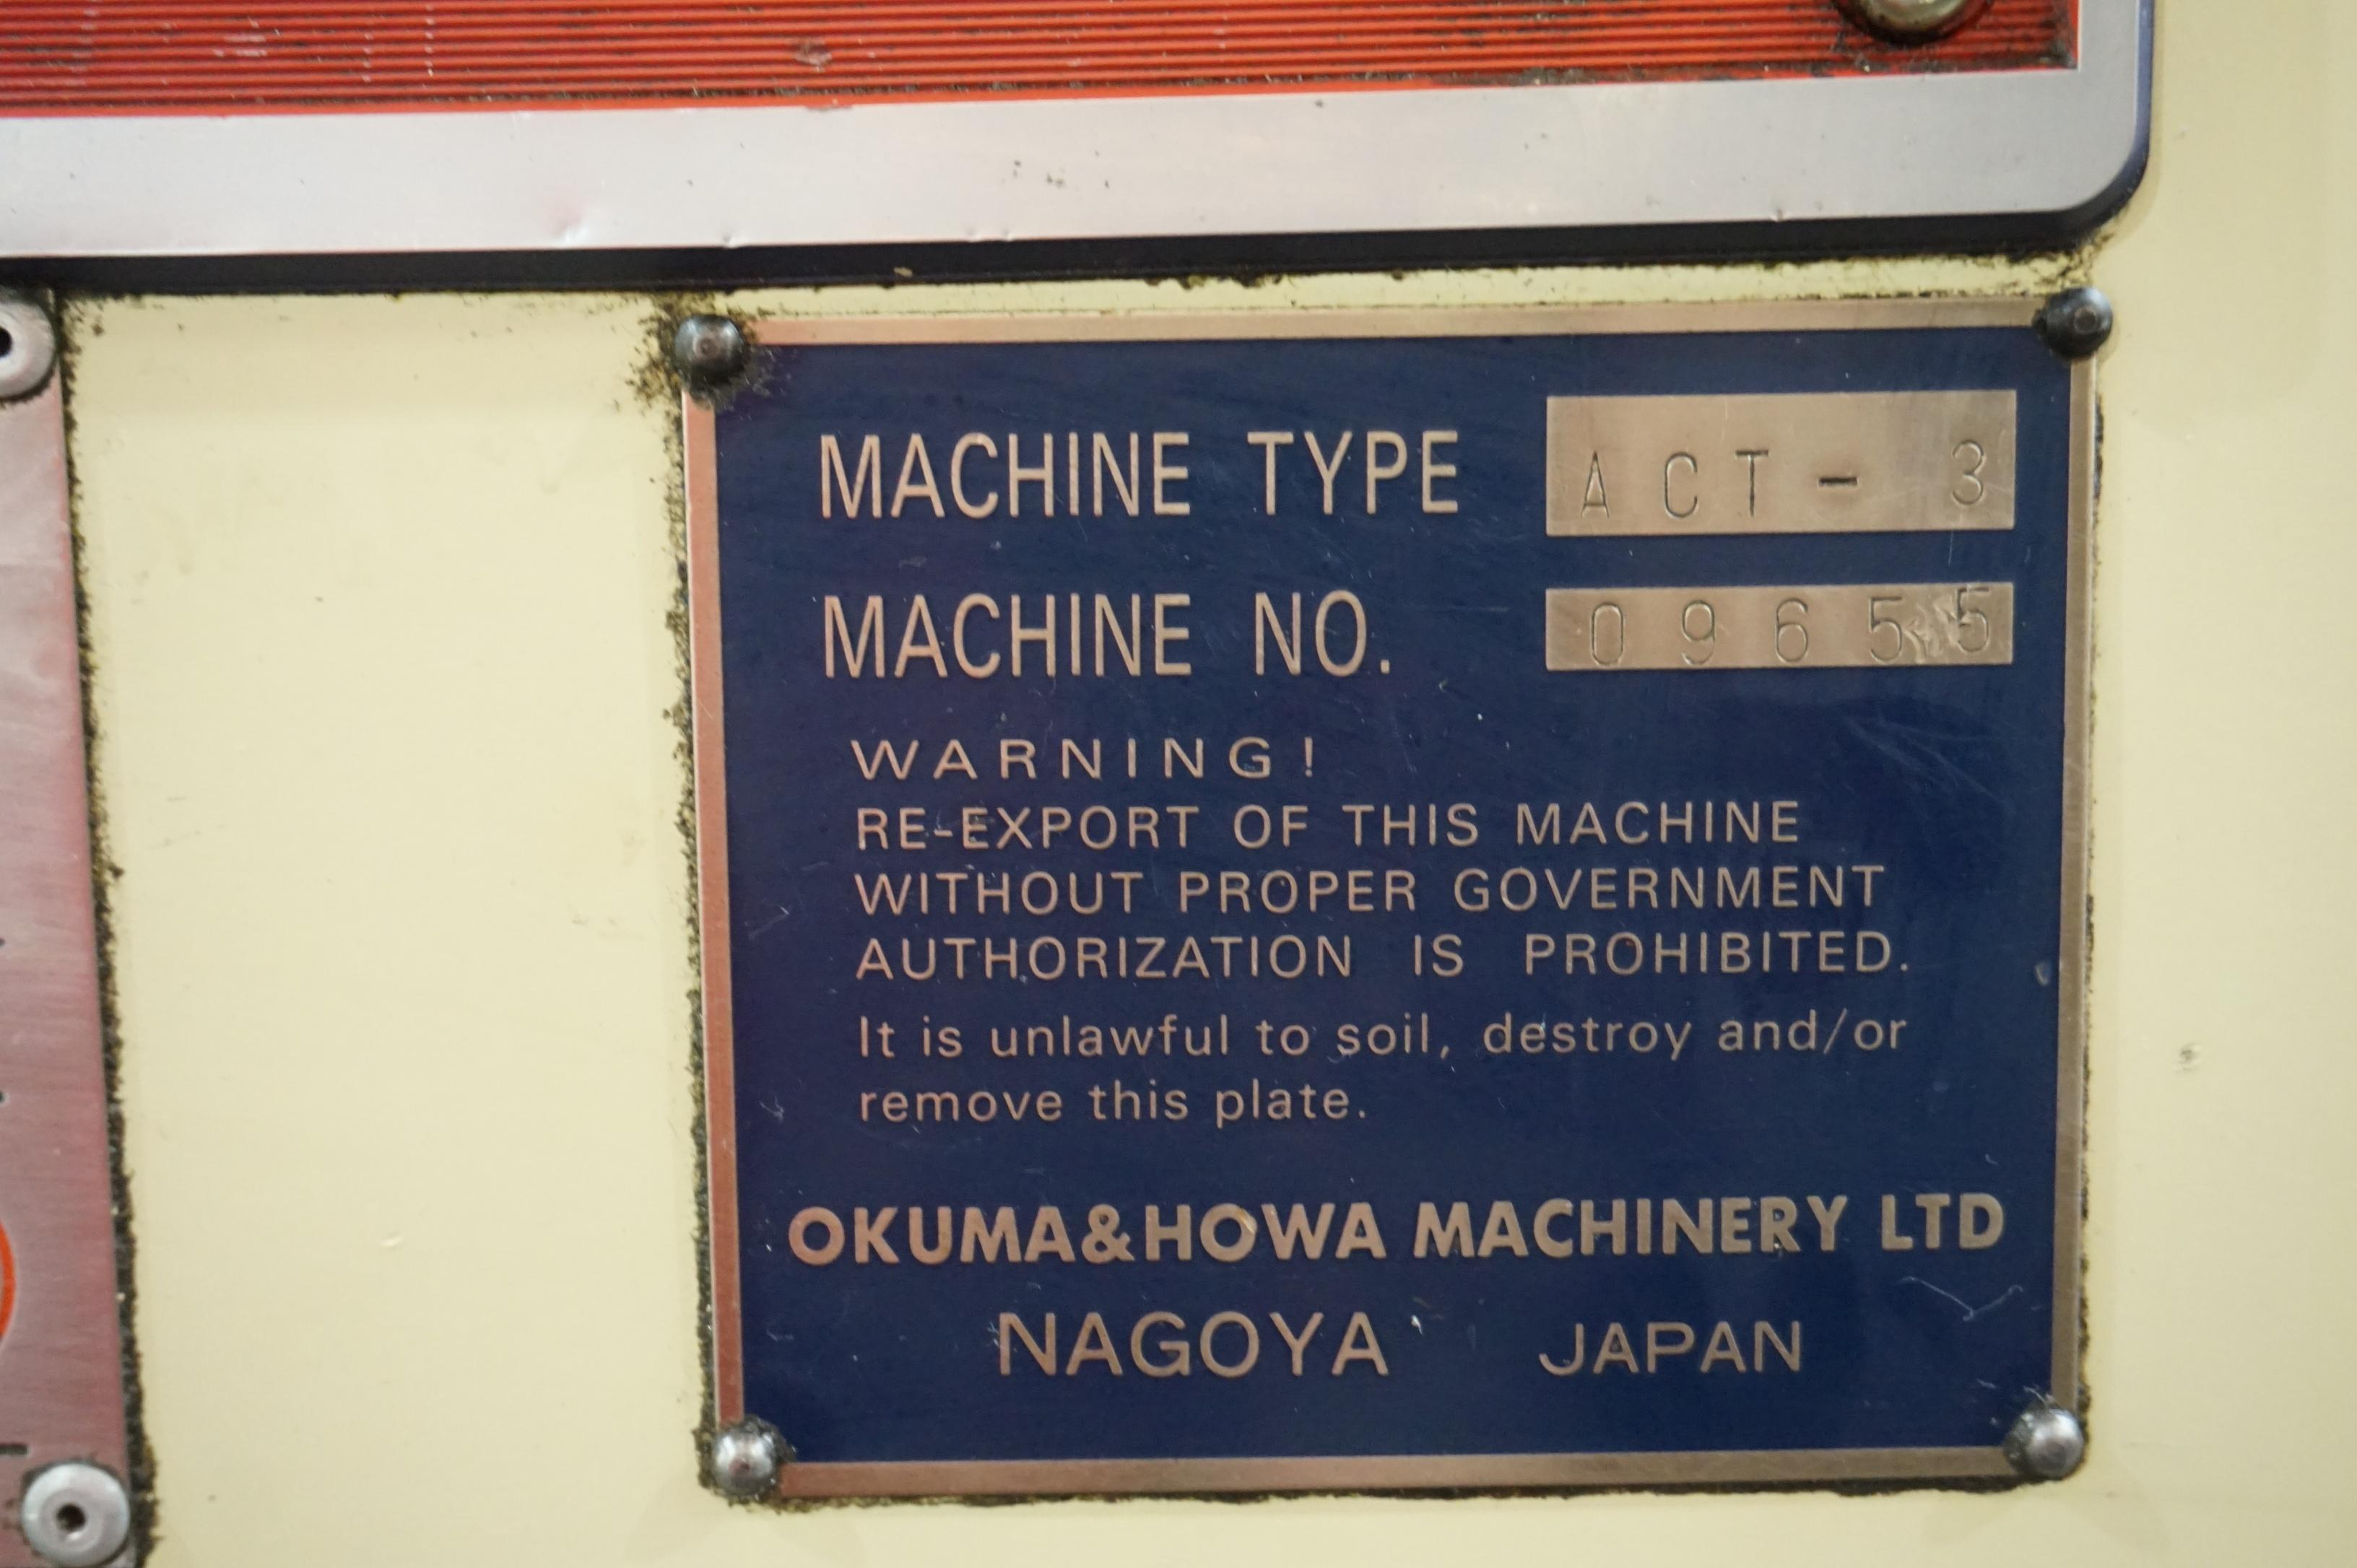 MACHINE TYPE ACT-3
MACHINE NO. 09655
WARNING!
RE-EXPORT OF THIS MACHINE
WITHOUT PROPER GOVERNMENT
AUTHORIZATION IS PROHIBITED.
It is unlawful to soil, destroy and/or
remove this plate.
OKUMA&HOWA MACHINERY LTD
NAGOYA JAPAN